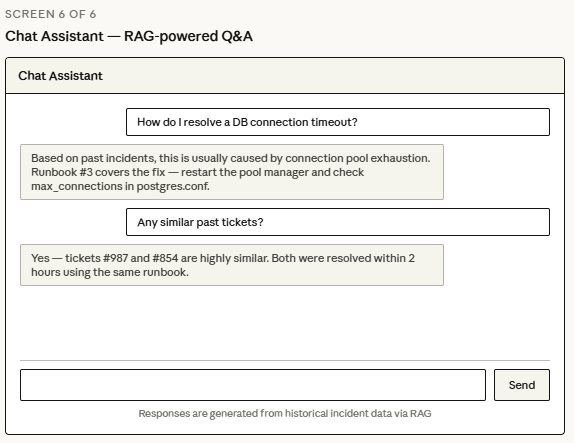 SCREEN 6 OF 6
Chat Assistant — RAG-powered Q&A
Chat Assistant
How do I resolve a DB connection timeout?
Based on past incidents, this is usually caused by connection pool exhaustion.
Runbook #3 covers the fix — restart the pool manager and check
max_connections in postgres.conf.
Any similar past tickets?
Yes — tickets #987 and #854 are highly similar. Both were resolved within 2
hours using the same runbook.
Send
Responses are generated from historical incident data via RAG